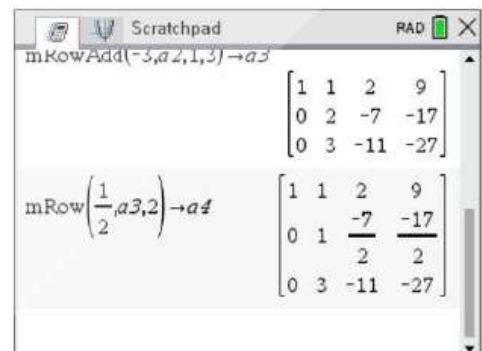 Scratchpad RAD
mRowAdd(-3,a2,1,3)→a3
[1 1 2 9
0 2 -7 -17
0 3 -11 -27]
mRow(1/2,a3,2)→a4
[1 1 2 9
0 1 -7/2 -17/2
0 3 -11 -27]